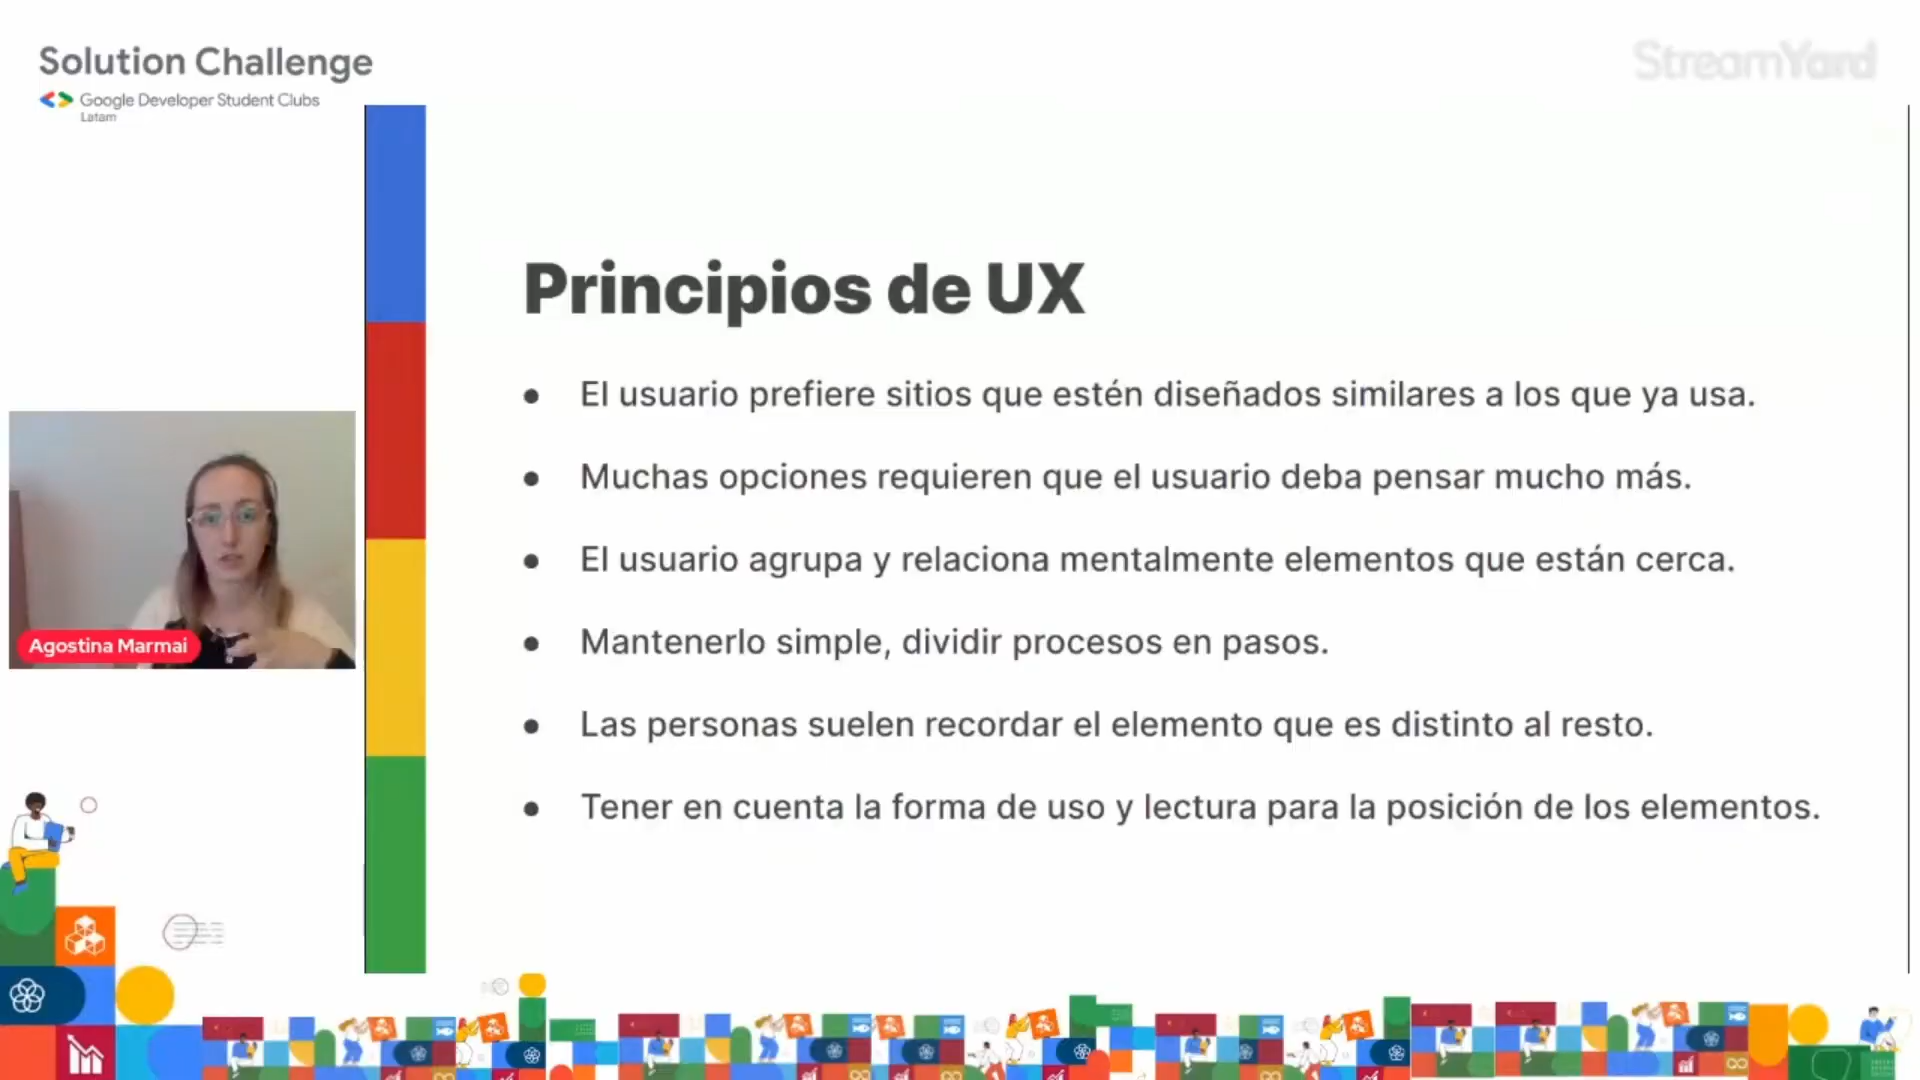 Solution Challenge
Google Developer Student Clubs
Latam
StreamYard
Principios de UX
El usuario prefiere sitios que estén diseñados similares a los que ya usa.
Muchas opciones requieren que el usuario deba pensar mucho más.
El usuario agrupa y relaciona mentalmente elementos que están cerca.
Mantenerlo simple, dividir procesos en pasos.
Las personas suelen recordar el elemento que es distinto al resto.
Tener en cuenta la forma de uso y lectura para la posición de los elementos.
Agostina Marmai